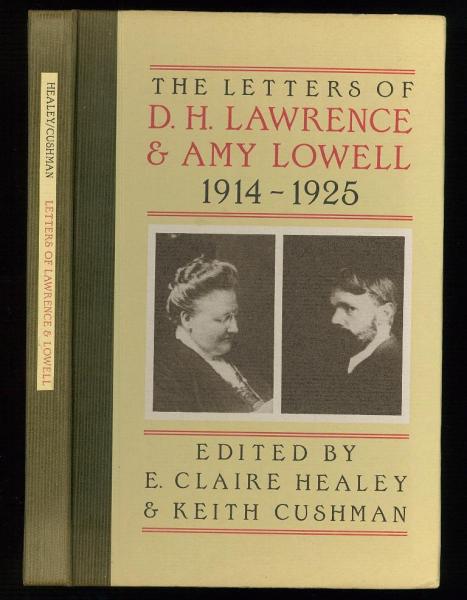 HEALEY/CUSHMAN LETTERS OF LAWRENCE & LOWELL
THE LETTERS OF
D. H. LAWRENCE
& AMY LOWELL
1914 - 1925
EDITED BY
E. CLAIRE HEALEY
& KEITH CUSHMAN